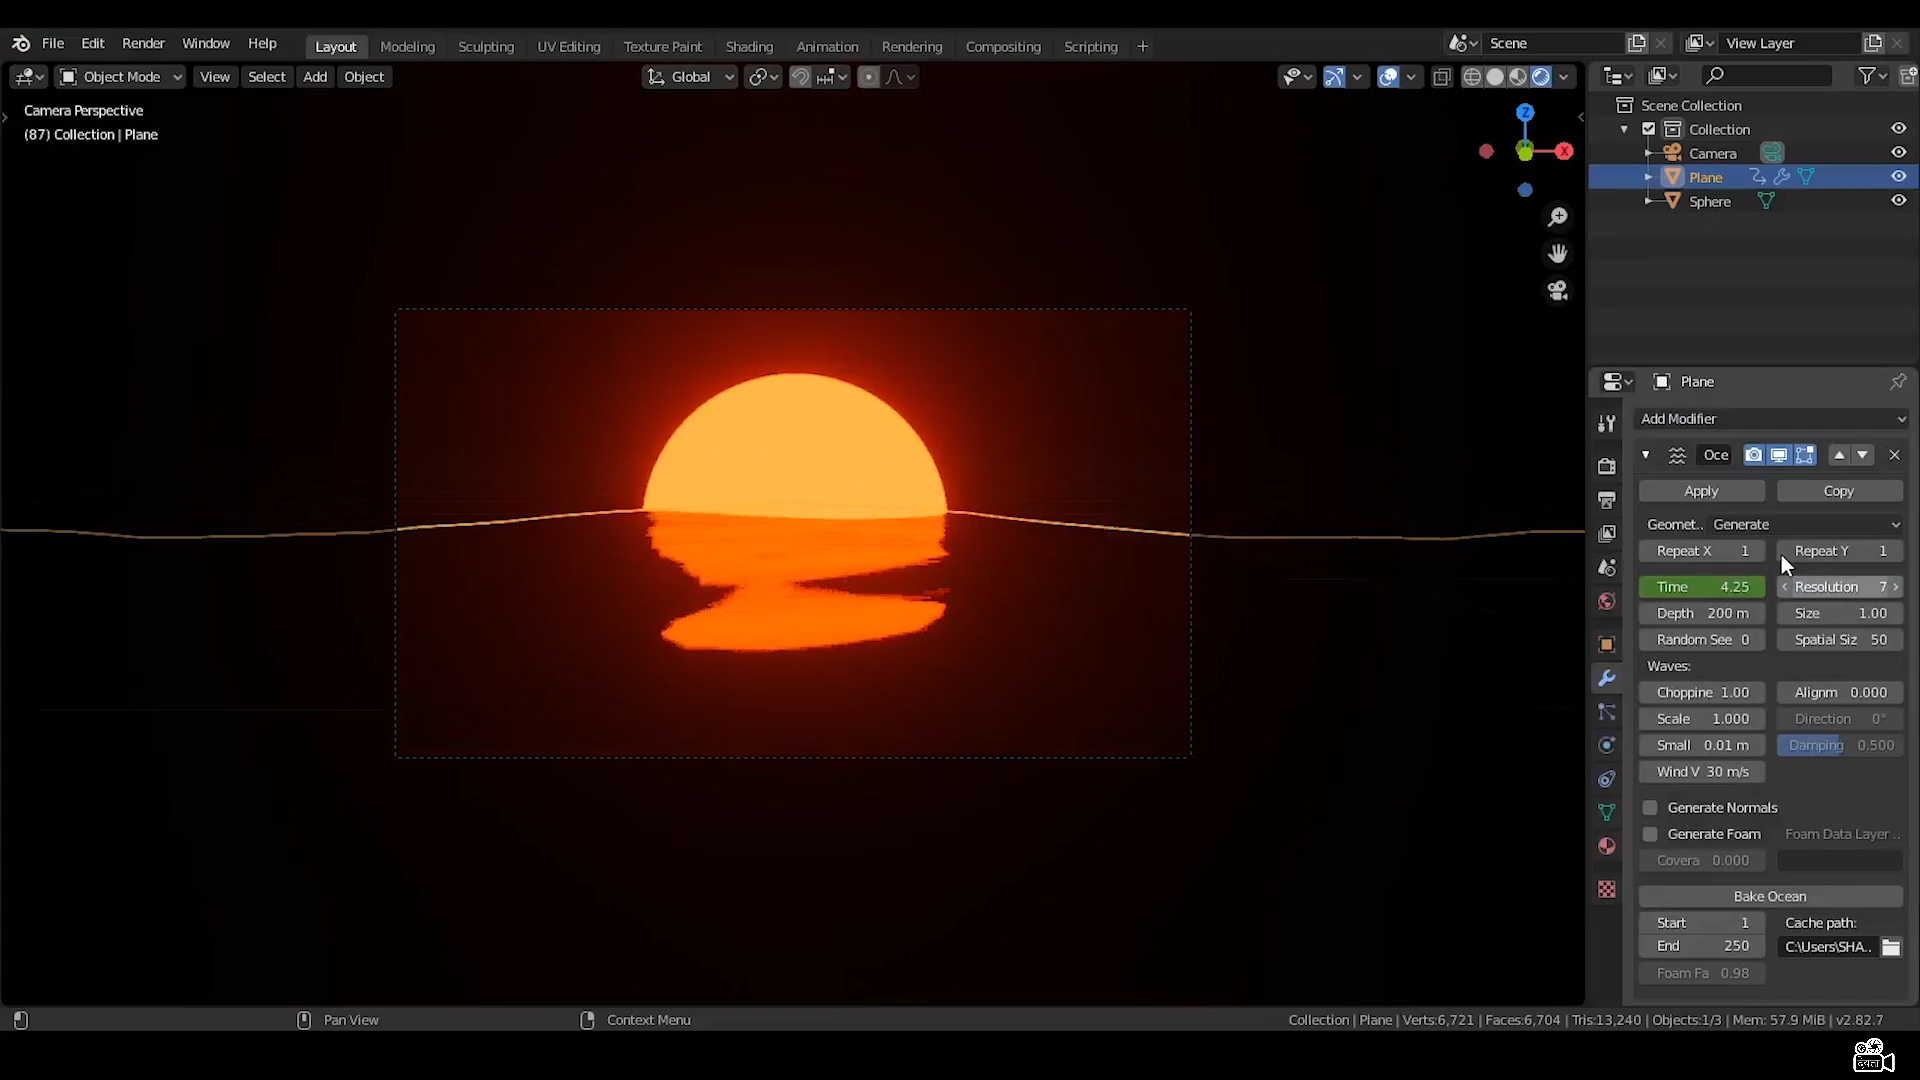 File Edit Render Window Help Layout Modeling Sculpting UV Editing Texture Paint Shading Animation Rendering Compositing Scripting + Scene View Layer
Object Mode View Select Add Object Global
Camera Perspective
(87) Collection | Plane
Z
X
Scene Collection
Collection
Camera
Plane
Sphere
Plane
Add Modifier
Oce
Apply Copy
Geomet.. Generate
Repeat X 1 Repeat Y 1
Time 4.25 Resolution 7
Depth 200 m Size 1.00
Random See 0 Spatial Siz 50
Waves:
Choppine 1.00 Alignm 0.000
Scale 1.000 Direction 0°
Small 0.01 m Damping 0.500
Wind V 30 m/s
Generate Normals
Generate Foam Foam Data Layer ..
Covera 0.000
Bake Ocean
Start 1 Cache path:
End 250 C:\Users\SHA..
Foam Fa 0.98
Pan View Context Menu Collection | Plane | Verts:6,721 | Faces:6,704 | Tris:13,240 | Objects:1/3 | Mem: 57.9 MiB | v2.82.7